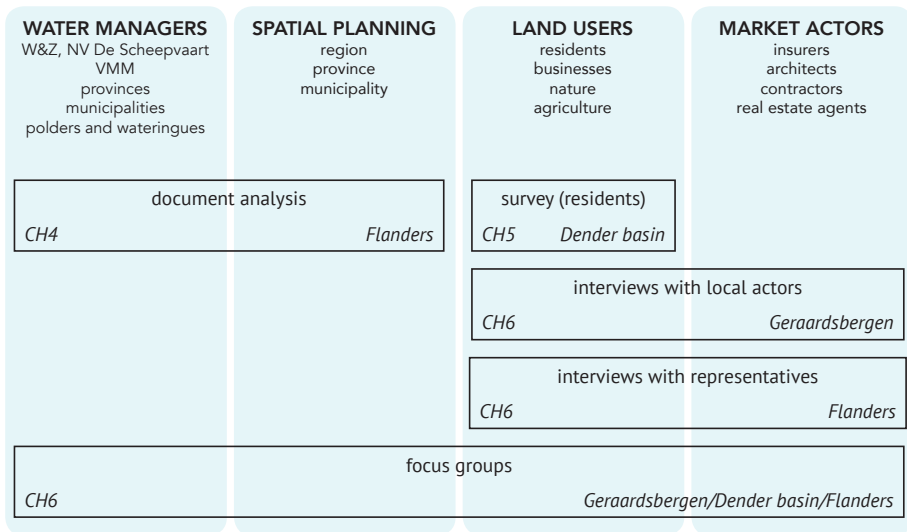 WATER MANAGERS
W&Z, NV De Scheepvaart
VMM
provinces
municipalities
polders and wateringues
SPATIAL PLANNING
region
province
municipality
LAND USERS
residents
businesses
nature
agriculture
MARKET ACTORS
insurers
architects
contractors
real estate agents
document analysis
CH4 Flanders
survey (residents)
CH5 Dender basin
interviews with local actors
CH6 Geraardsbergen
interviews with representatives
CH6 Flanders
focus groups
CH6 Geraardsbergen/Dender basin/Flanders